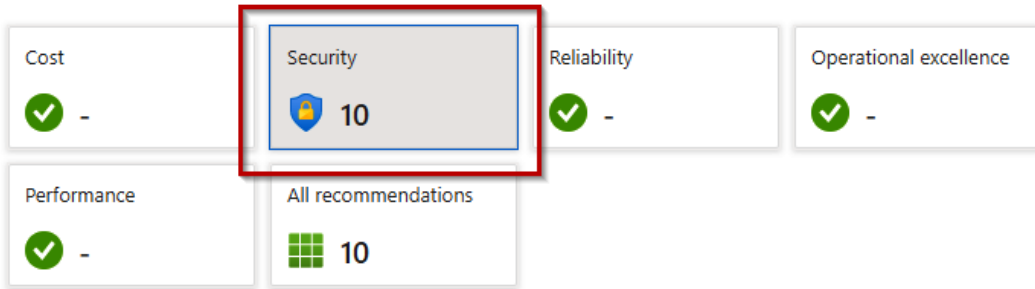 Cost
-
Security
10
Reliability
-
Operational excellence
-
Performance
-
All recommendations
10